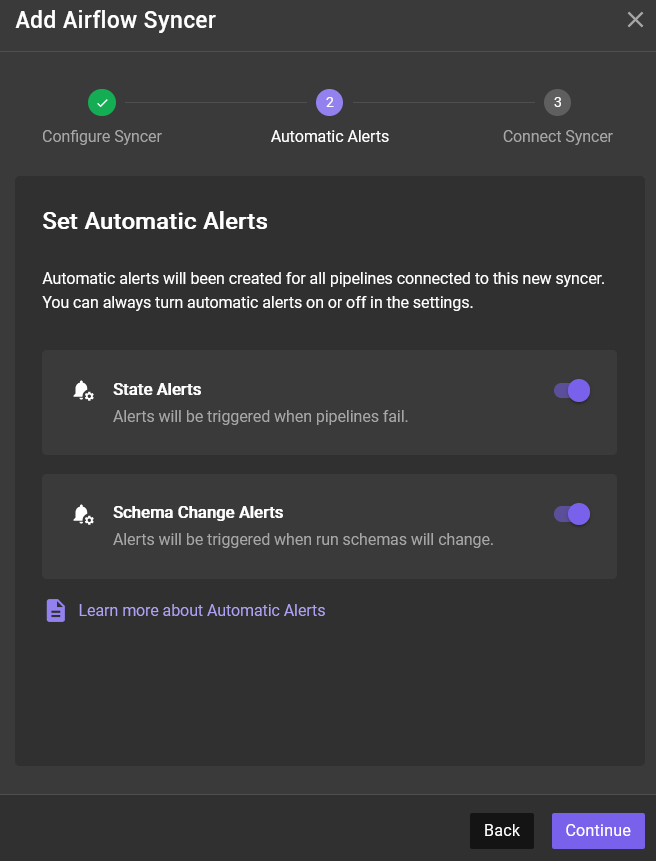 Add Airflow Syncer
2
3
Configure Syncer
Automatic Alerts
Connect Syncer
Set Automatic Alerts
Automatic alerts will been created for all pipelines connected to this new syncer.
You can always turn automatic alerts on or off in the settings.
State Alerts
Alerts will be triggered when pipelines fail.
Schema Change Alerts
Alerts will be triggered when run schemas will change.
Learn more about Automatic Alerts
Back
Continue